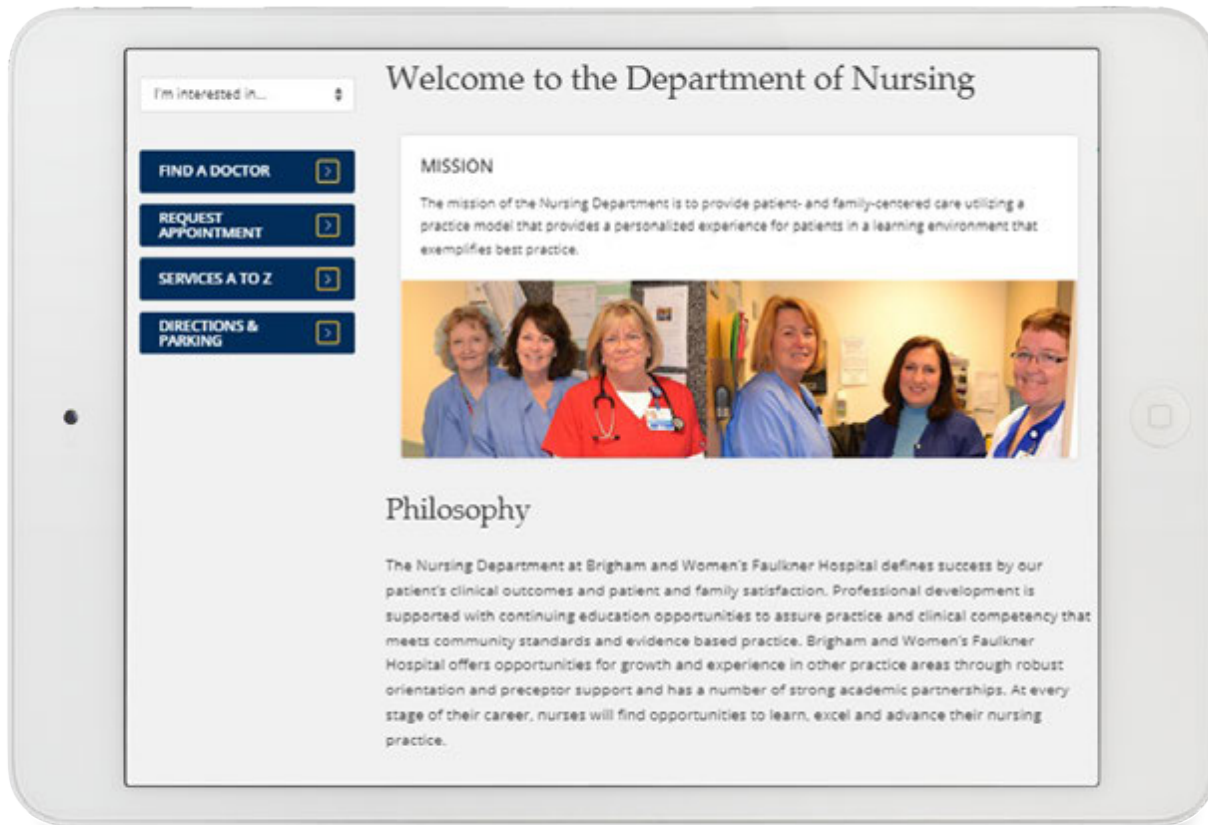 I'm interested in...
FIND A DOCTOR
REQUEST
APPOINTMENT
SERVICES A TO Z
DIRECTIONS &
PARKING
Welcome to the Department of Nursing
MISSION
The mission of the Nursing Department is to provide patient- and family-centered care utilizing a
practice model that provides a personalized experience for patients in a learning environment that
exemplifies best practice.
Philosophy
The Nursing Department at Brigham and Women's Faulkner Hospital defines success by our
patient's clinical outcomes and patient and family satisfaction. Professional development is
supported with continuing education opportunities to assure practice and clinical competency that
meets community standards and evidence based practice. Brigham and Women's Faulkner
Hospital offers opportunities for growth and experience in other practice areas through robust
orientation and preceptor support and has a number of strong academic partnerships. At every
stage of their career, nurses will find opportunities to learn, excel and advance their nursing
practice.